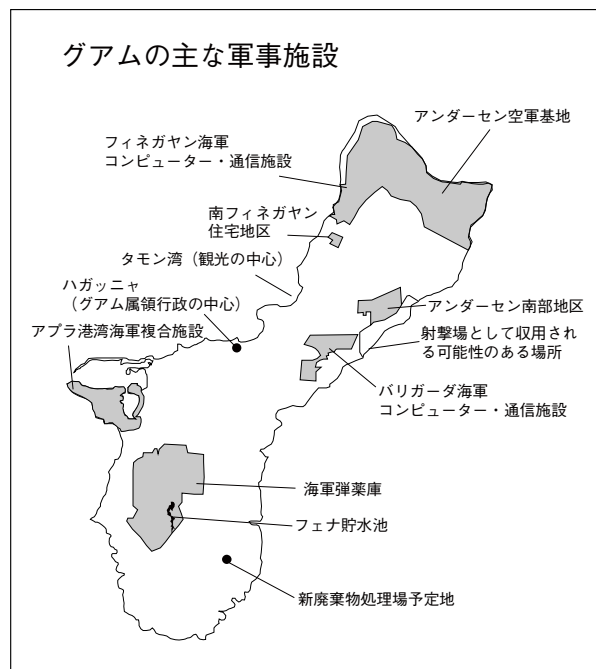 グアムの主な軍事施設
アンダーセン空軍基地
フィネガヤン海軍
コンピューター・通信施設
南フィネガヤン
住宅地区
タモン湾（観光の中心）
ハガッニャ
（グアム属領行政の中心）
アプラ港湾海軍複合施設
アンダーセン南部地区
射撃場として収用され
る可能性のある場所
バリガーダ海軍
コンピューター・通信施設
海軍弾薬庫
フェナ貯水池
新廃棄物処理場予定地